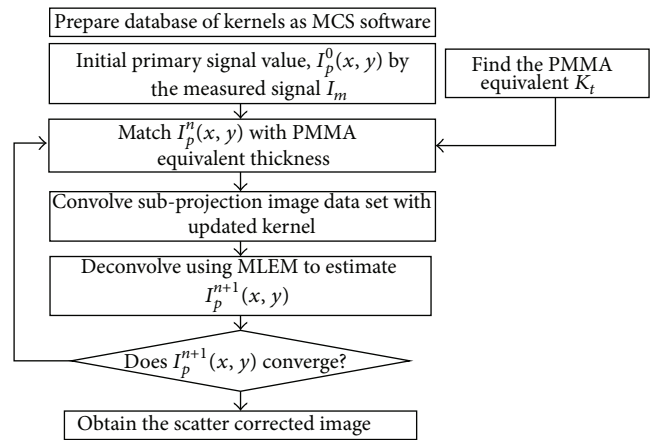 Prepare database of kernels as MCS software
Initial primary signal value, I_p^0(x, y) by
the measured signal I_m
Find the PMMA
equivalent K_t
Match I_p^n(x, y) with PMMA
equivalent thickness
Convolve sub-projection image data set with
updated kernel
Deconvolve using MLEM to estimate
I_p^{n+1}(x, y)
Does I_p^{n+1}(x, y) converge?
Obtain the scatter corrected image